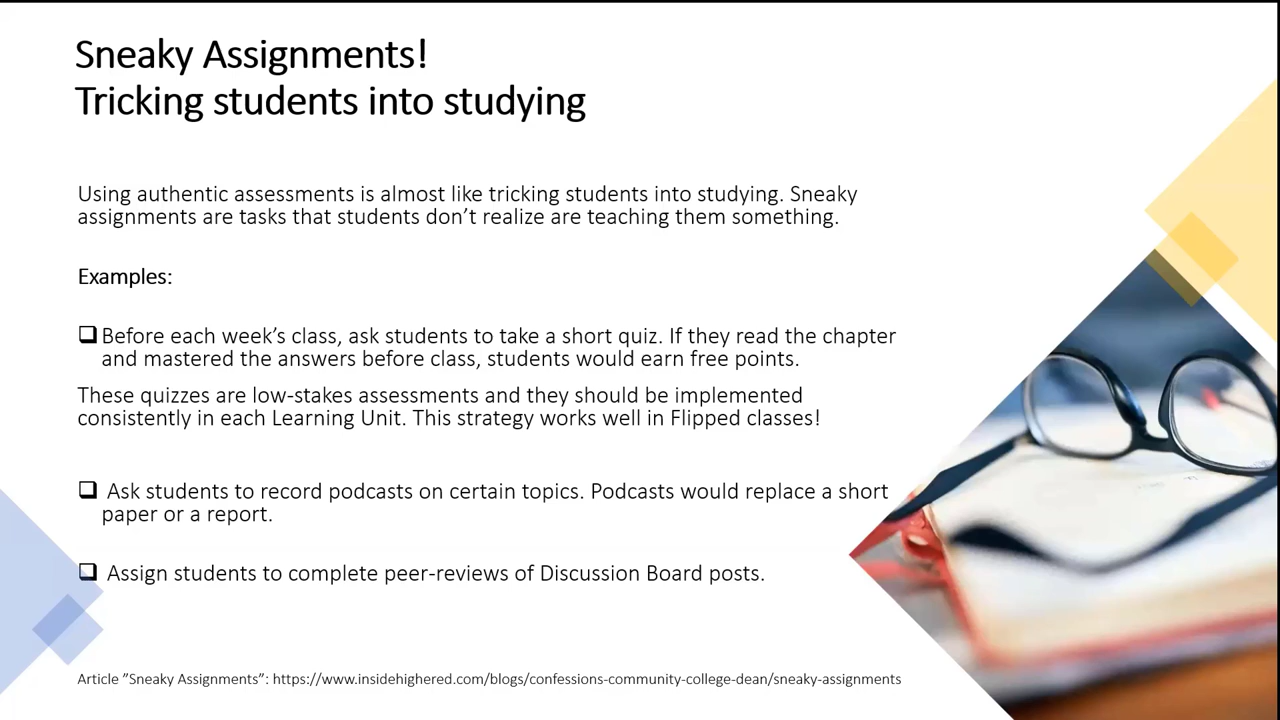 Sneaky Assignments!
Tricking students into studying
Using authentic assessments is almost like tricking students into studying. Sneaky
assignments are tasks that students don’t realize are teaching them something.
Examples:
❑ Before each week’s class, ask students to take a short quiz. If they read the chapter
and mastered the answers before class, students would earn free points.
These quizzes are low-stakes assessments and they should be implemented
consistently in each Learning Unit. This strategy works well in Flipped classes!
❑ Ask students to record podcasts on certain topics. Podcasts would replace a short
paper or a report.
❑ Assign students to complete peer-reviews of Discussion Board posts.
Article ”Sneaky Assignments”: https://www.insidehighered.com/blogs/confessions-community-college-dean/sneaky-assignments